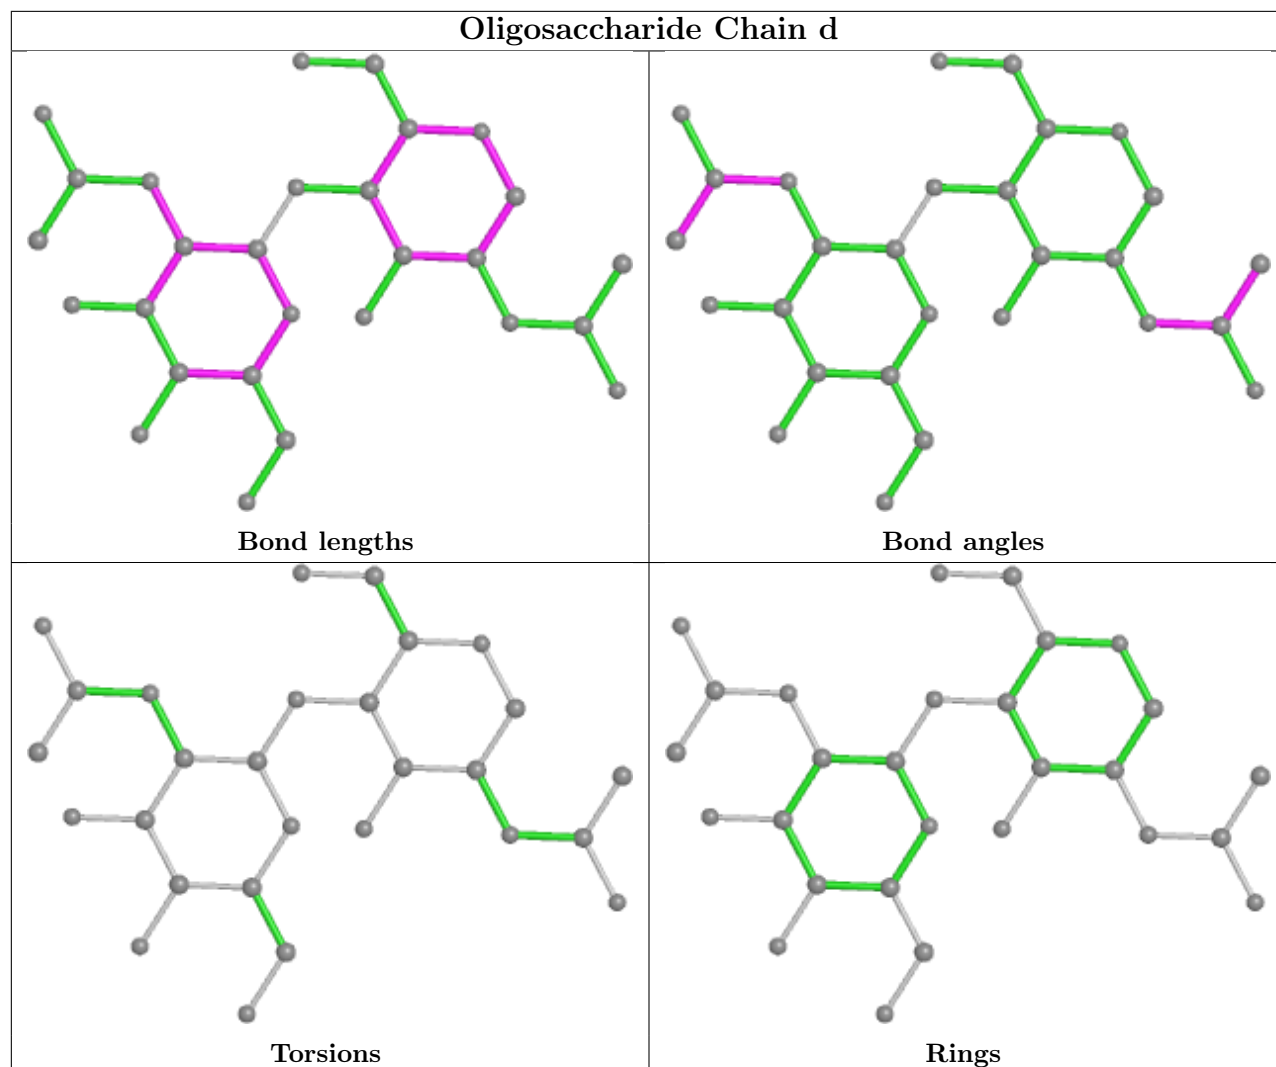 Oligosaccharide Chain d
Bond lengths
Bond angles
Torsions
Rings